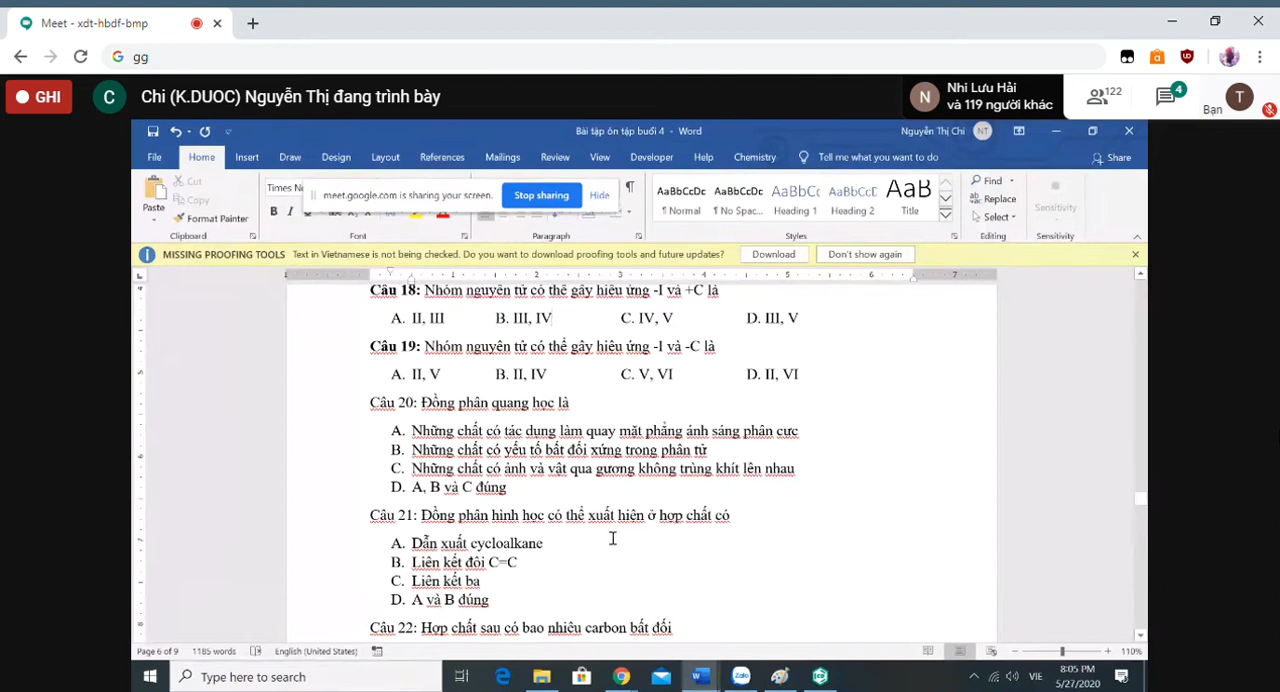 Meet - xdt-hbdf-bmp
gg
GHI
C
Chi (K.DUOC) Nguyễn Thị đang trình bày
N
Nhi Lưu Hải
và 119 người khác
122
4
Bạn
T
Bài tập ôn tập buổi 4 - Word
Nguyễn Thị Chi
NT
File Home Insert Draw Design Layout References Mailings Review View Developer Help Chemistry Tell me what you want to do Share
Paste
Cut
Copy
Format Painter
Clipboard
Times Ne
B I
Font
meet.google.com is sharing your screen.
Stop sharing
Hide
Paragraph
AaBbCcDc AaBbCcDc AaBbCc AaBbCcD AaB
¶ Normal ¶ No Spac... Heading 1 Heading 2 Title
Styles
Find
Replace
Select
Editing
Sensitivity
Sensitivity
MISSING PROOFING TOOLS Text in Vietnamese is not being checked. Do you want to download proofing tools and future updates? Download Don't show again
1 1 2 3 4 5 6 7
Câu 18: Nhóm nguyên tử có thể gây hiệu ứng -I và +C là
A. II, III B. III, IV C. IV, V D. III, V
Câu 19: Nhóm nguyên tử có thể gây hiệu ứng -I và -C là
A. II, V B. II, IV C. V, VI D. II, VI
Câu 20: Đồng phân quang học là
A. Những chất có tác dụng làm quay mặt phẳng ánh sáng phân cực
B. Những chất có yếu tố bất đối xứng trong phân tử
C. Những chất có ảnh và vật qua gương không trùng khít lên nhau
D. A, B và C đúng
Câu 21: Đồng phân hình học có thể xuất hiện ở hợp chất có
A. Dẫn xuất cycloalkane
B. Liên kết đôi C=C
C. Liên kết ba
D. A và B đúng
Câu 22: Hợp chất sau có bao nhiêu carbon bất đối
Page 6 of 9 1185 words English (United States) 110%
Type here to search
Zalo
VIE
8:05 PM
5/27/2020